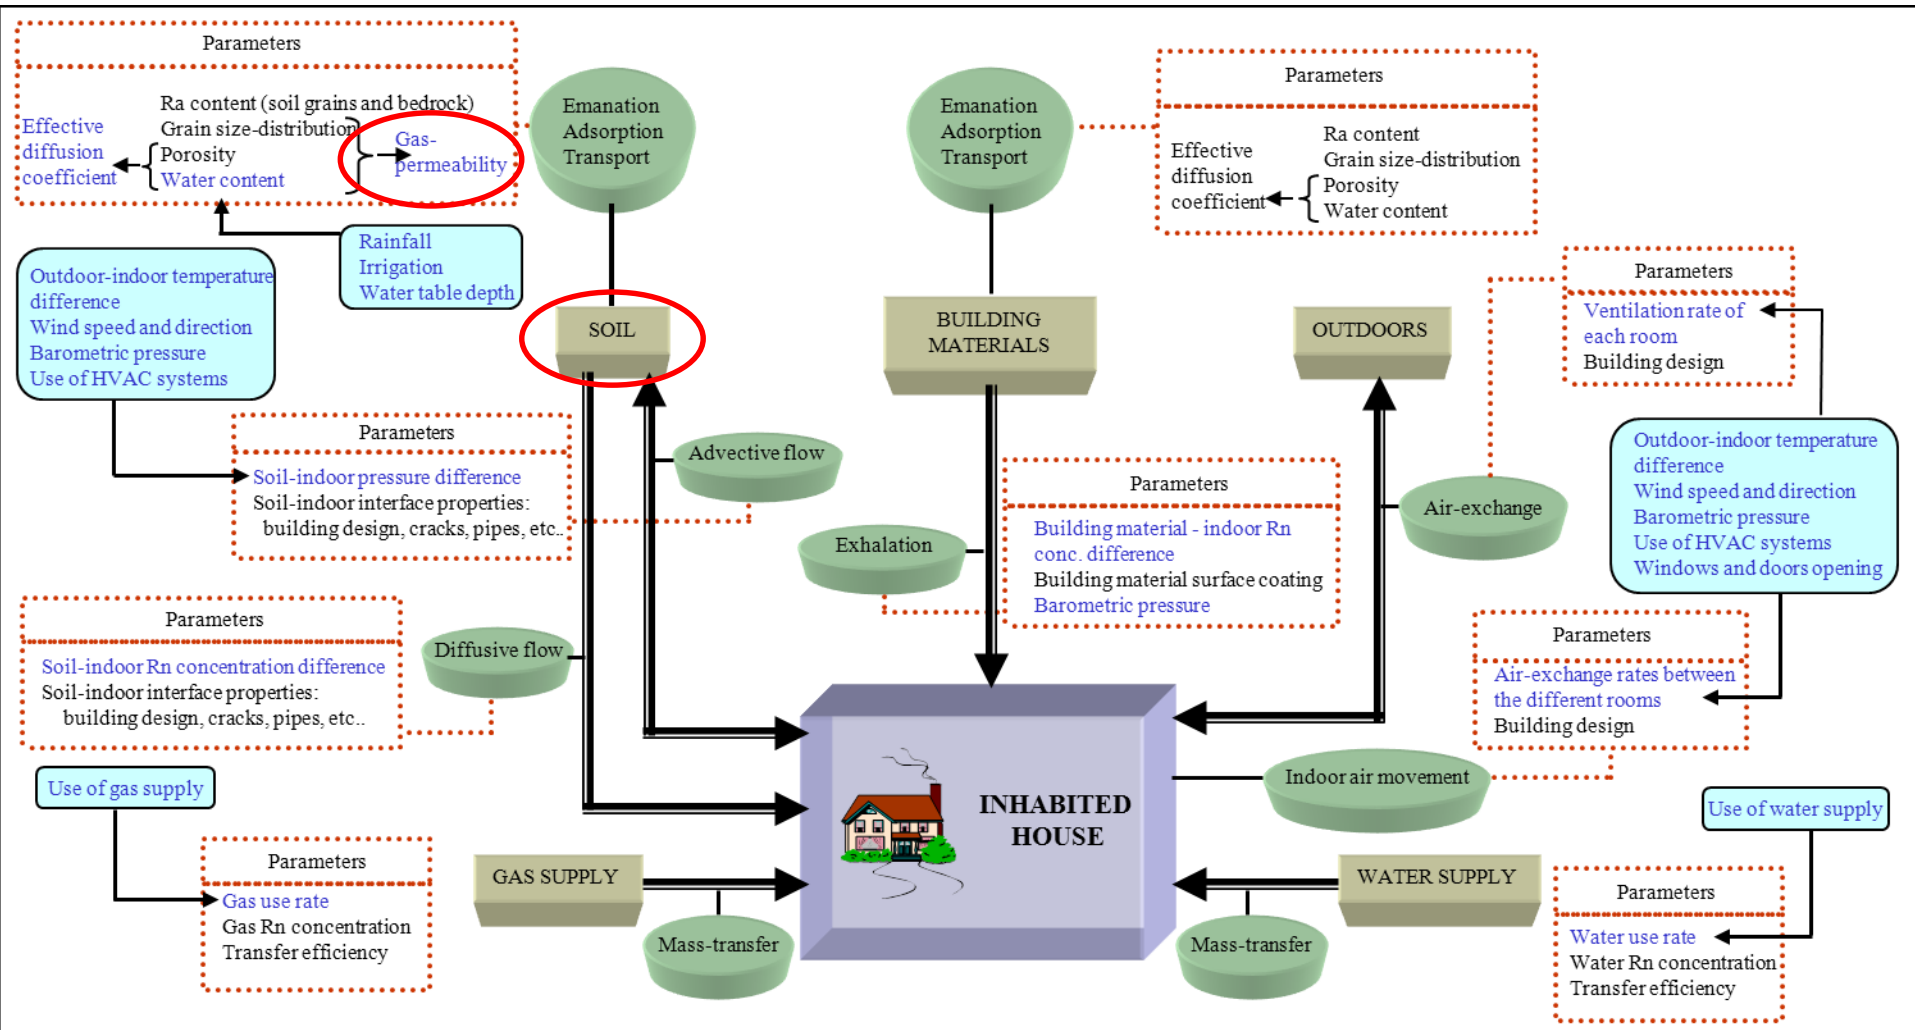 Parameters
Ra content (soil grains and bedrock)
Grain size-distribution
Porosity
Water content
Effective
diffusion
coefficient
Gas-
permeability
Emanation
Adsorption
Transport
Rainfall
Irrigation
Water table depth
Outdoor-indoor temperature
difference
Wind speed and direction
Barometric pressure
Use of HVAC systems
SOIL
Parameters
Soil-indoor pressure difference
Soil-indoor interface properties:
building design, cracks, pipes, etc..
Advective flow
Parameters
Soil-indoor Rn concentration difference
Soil-indoor interface properties:
building design, cracks, pipes, etc..
Diffusive flow
Use of gas supply
Parameters
Gas use rate
Gas Rn concentration
Transfer efficiency
GAS SUPPLY
Mass-transfer
Emanation
Adsorption
Transport
Parameters
Ra content
Grain size-distribution
Porosity
Water content
Effective
diffusion
coefficient
BUILDING
MATERIALS
Exhalation
Parameters
Building material - indoor Rn
conc. difference
Building material surface coating
Barometric pressure
OUTDOORS
Air-exchange
Parameters
Ventilation rate of
each room
Building design
Outdoor-indoor temperature
difference
Wind speed and direction
Barometric pressure
Use of HVAC systems
Windows and doors opening
Parameters
Air-exchange rates between
the different rooms
Building design
Indoor air movement
INHABITED
HOUSE
Use of water supply
WATER SUPPLY
Mass-transfer
Parameters
Water use rate
Water Rn concentration
Transfer efficiency